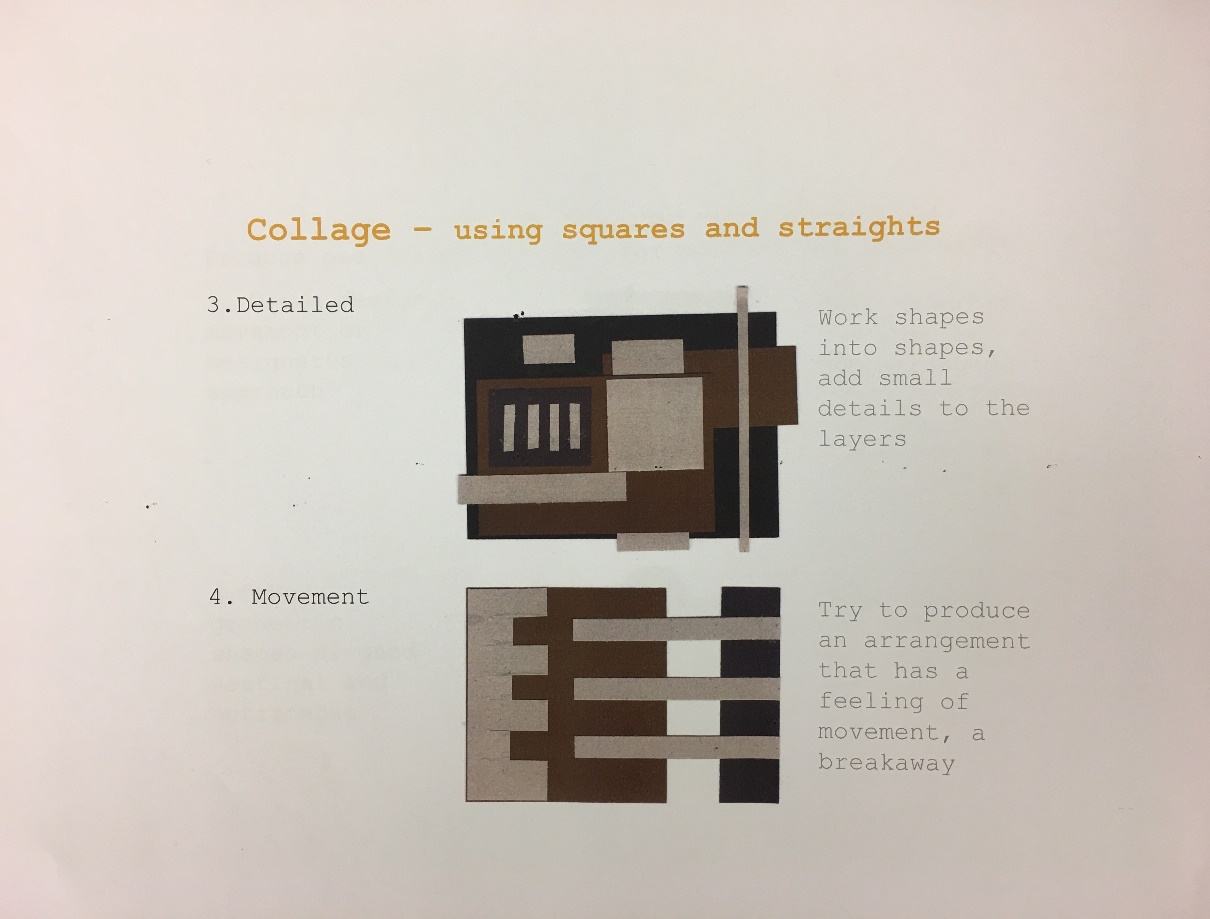 Collage – using squares and straights
3.Detailed
Work shapes
into shapes,
add small
details to the
layers
4. Movement
Try to produce
an arrangement
that has a
feeling of
movement, a
breakaway